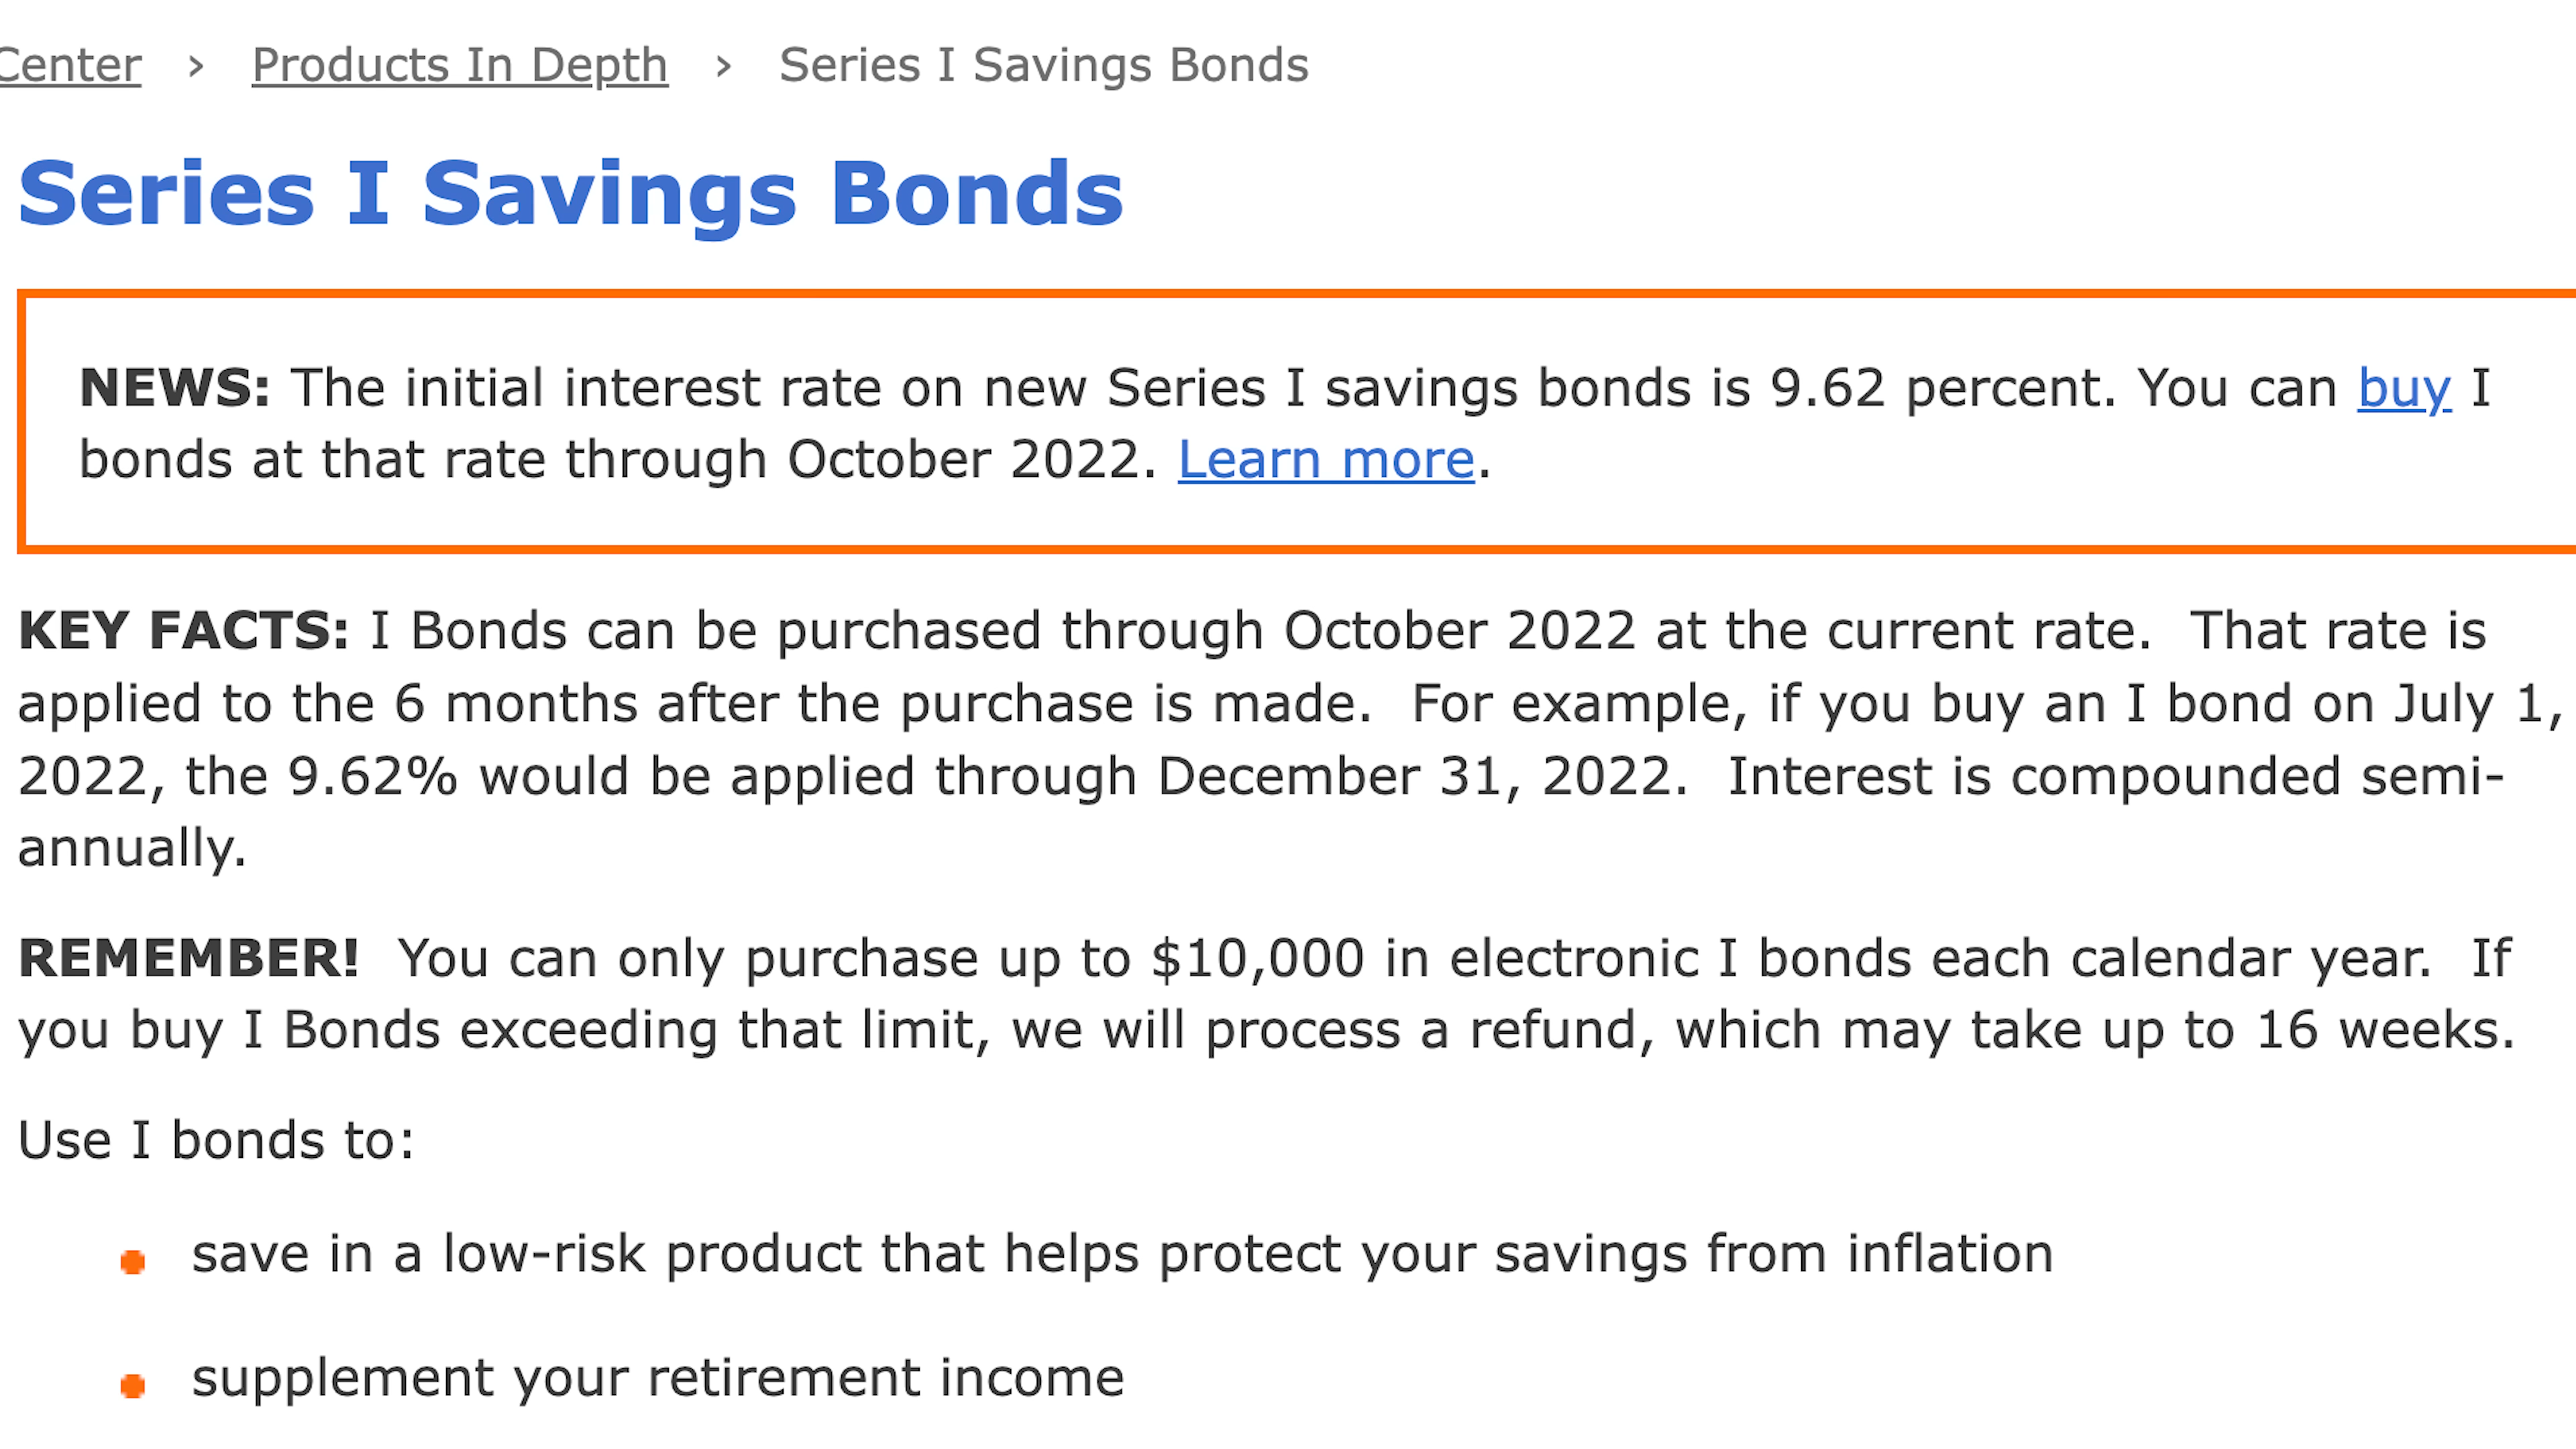 Center › Products In Depth › Series I Savings Bonds
Series I Savings Bonds
NEWS: The initial interest rate on new Series I savings bonds is 9.62 percent. You can buy I
bonds at that rate through October 2022. Learn more.
KEY FACTS: I Bonds can be purchased through October 2022 at the current rate.  That rate is
applied to the 6 months after the purchase is made.  For example, if you buy an I bond on July 1,
2022, the 9.62% would be applied through December 31, 2022.  Interest is compounded semi-
annually.
REMEMBER!  You can only purchase up to $10,000 in electronic I bonds each calendar year.  If
you buy I Bonds exceeding that limit, we will process a refund, which may take up to 16 weeks.
Use I bonds to:
save in a low-risk product that helps protect your savings from inflation
supplement your retirement income